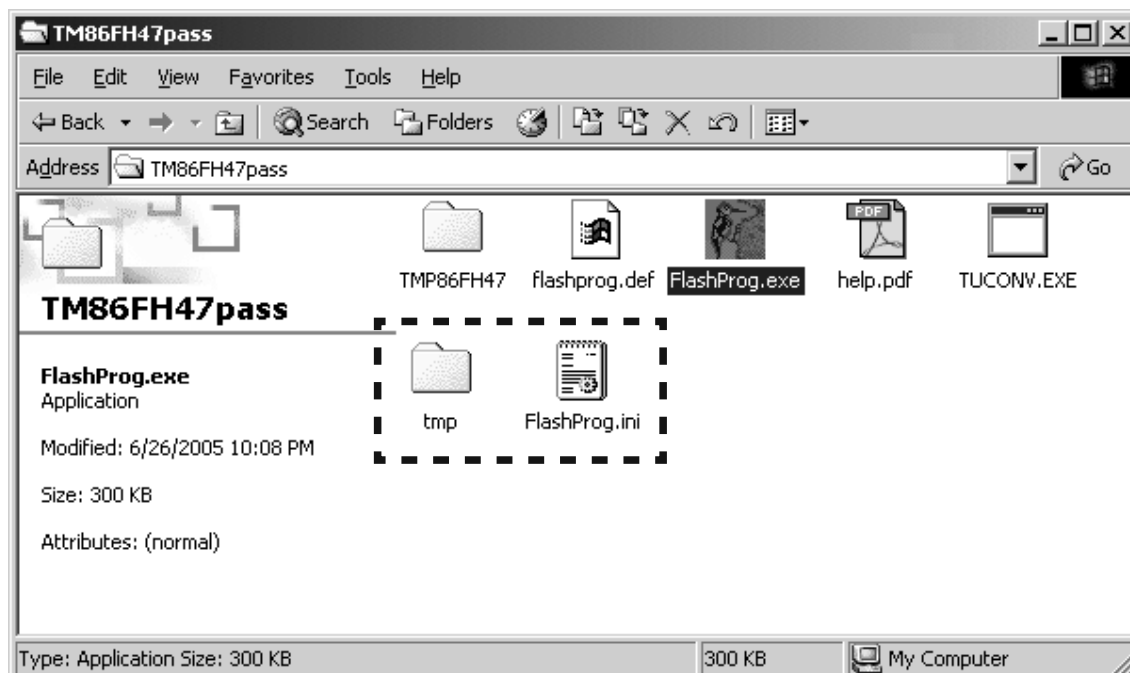 TM86FH47pass
File Edit View Favorites Tools Help
Back Search Folders
Address TM86FH47pass Go
TMP86FH47 flashprog.def FlashProg.exe help.pdf TUCONV.EXE
PDF
TM86FH47pass
FlashProg.exe
Application
Modified: 6/26/2005 10:08 PM
Size: 300 KB
Attributes: (normal)
tmp FlashProg.ini
Type: Application Size: 300 KB 300 KB My Computer